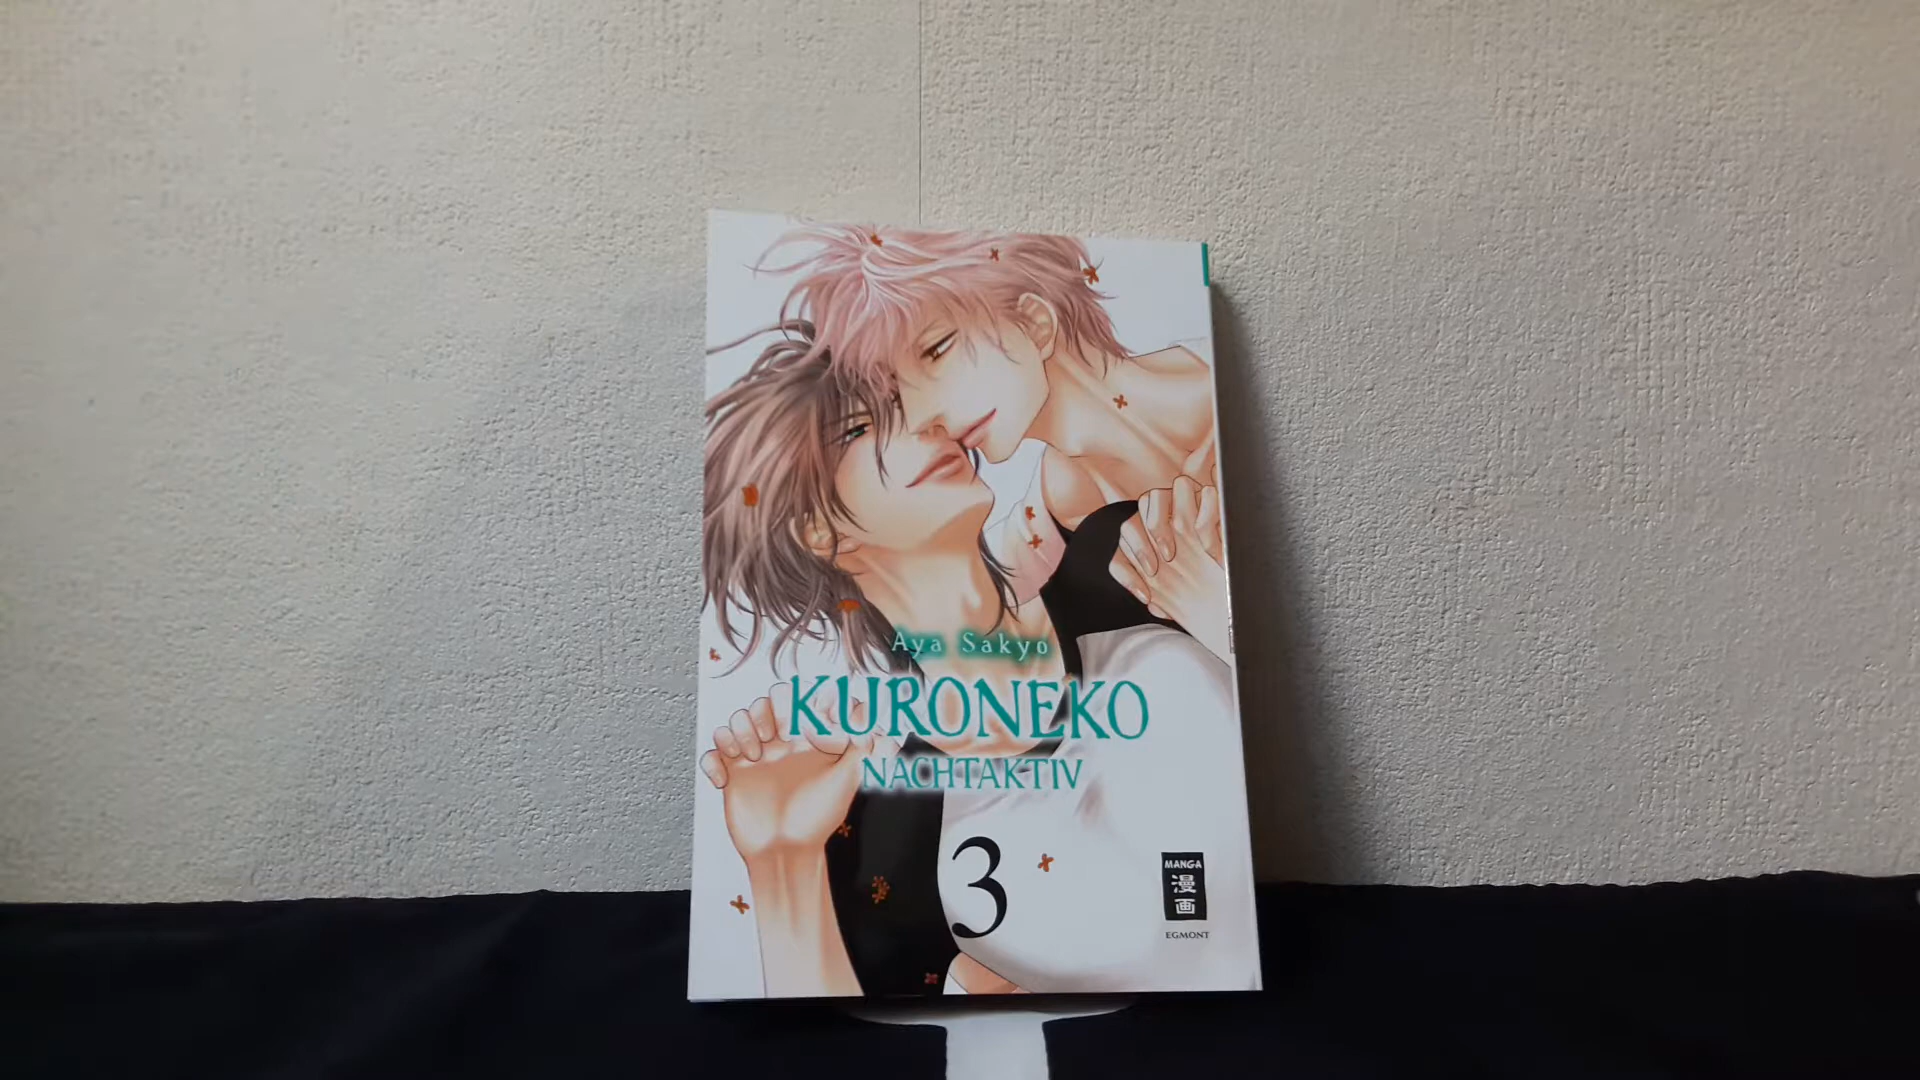 Aya Sakyo
KURONEKO
NACHTAKTIV
3
MANGA
漫
画
EGMONT